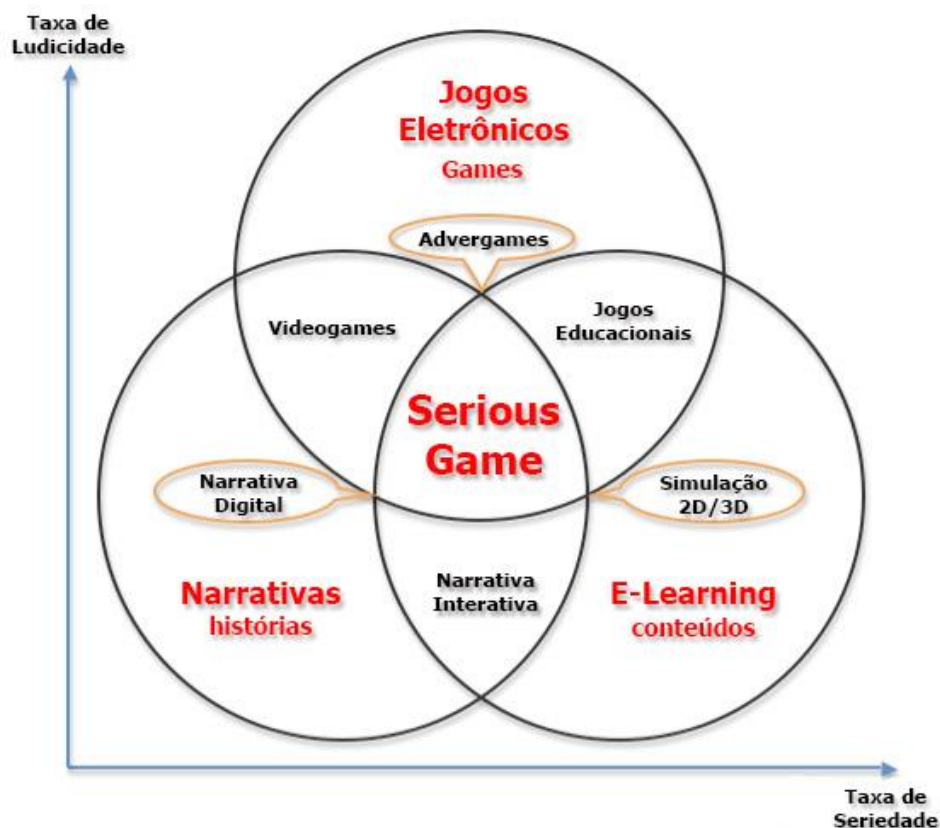 Taxa de
Ludicidade
Jogos
Eletrônicos
Games
Advergames
Videogames
Jogos
Educacionais
Serious
Game
Narrativa
Digital
Simulação
2D/3D
Narrativa
Interativa
Narrativas
histórias
E-Learning
conteúdos
Taxa de
Seriedade